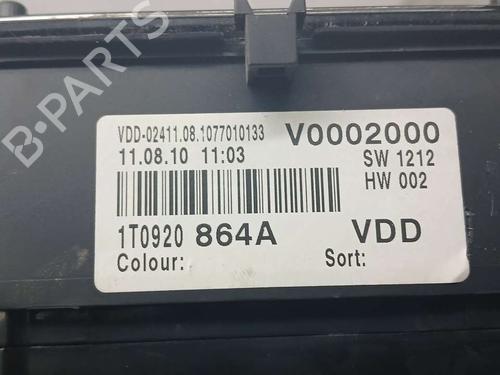 VDD-02411.08.1077010133 V0002000
11.08.10 11:03 SW 1212
HW 002
1T0920 864A VDD
Colour: Sort:
B-PARTS